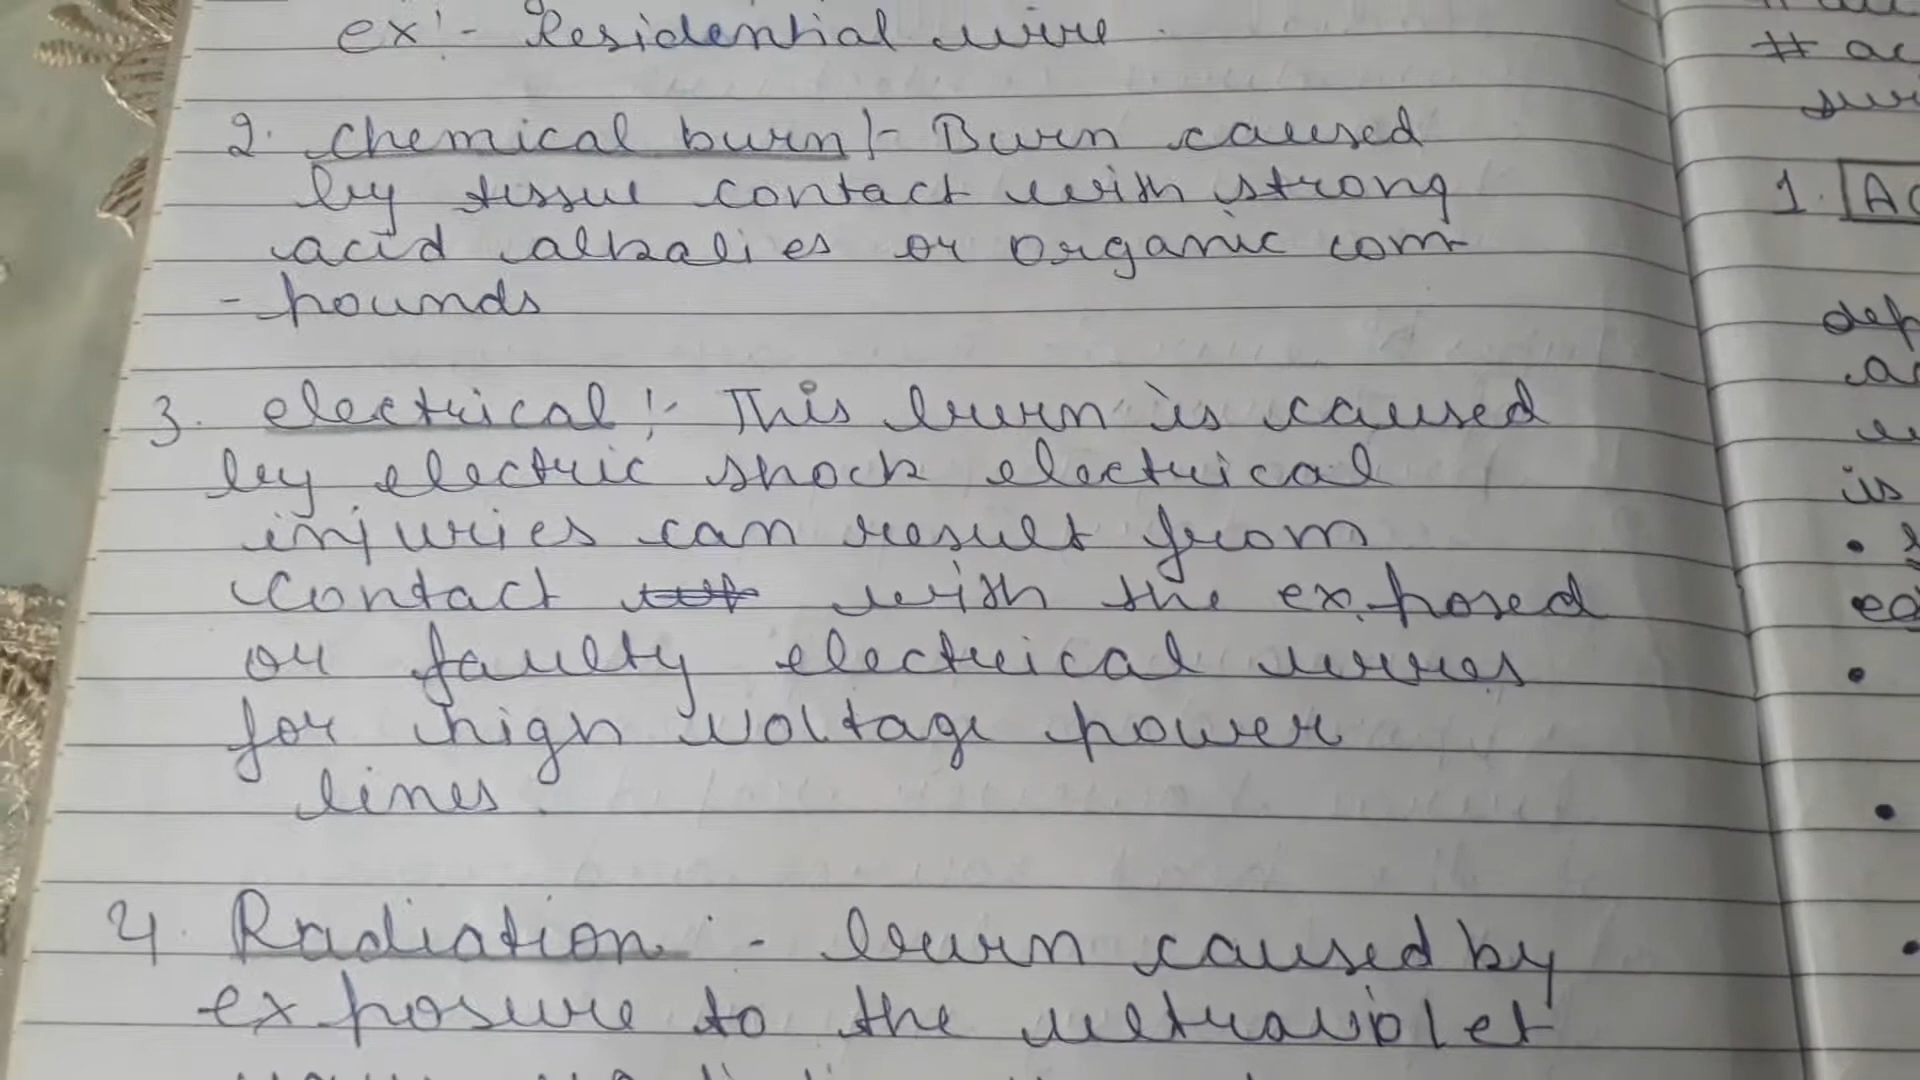 ex:- Residential wire
2. chemical burn :- Burn caused
by tissue contact with strong
acid alkalies or organic com
- pounds
3. electrical :- This burn is caused
by electric shock electrical
injuries can result from
contact with the exposed
or faulty electrical wires
for high voltage power
lines.
4. Radiation :- burn caused by
exposure to the ultraviolet
# ac
1. AC
dep
is